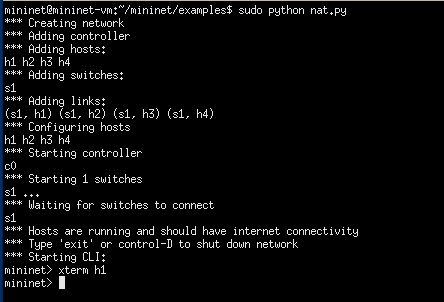 mininet@mininet-vm:~/mininet/examples$ sudo python nat.py
*** Creating network
*** Adding controller
*** Adding hosts:
h1 h2 h3 h4
*** Adding switches:
s1
*** Adding links:
(s1, h1) (s1, h2) (s1, h3) (s1, h4)
*** Configuring hosts
h1 h2 h3 h4
*** Starting controller
c0
*** Starting 1 switches
s1 ...
*** Waiting for switches to connect
s1
*** Hosts are running and should have internet connectivity
*** Type 'exit' or control-D to shut down network
*** Starting CLI:
mininet> xterm h1
mininet>